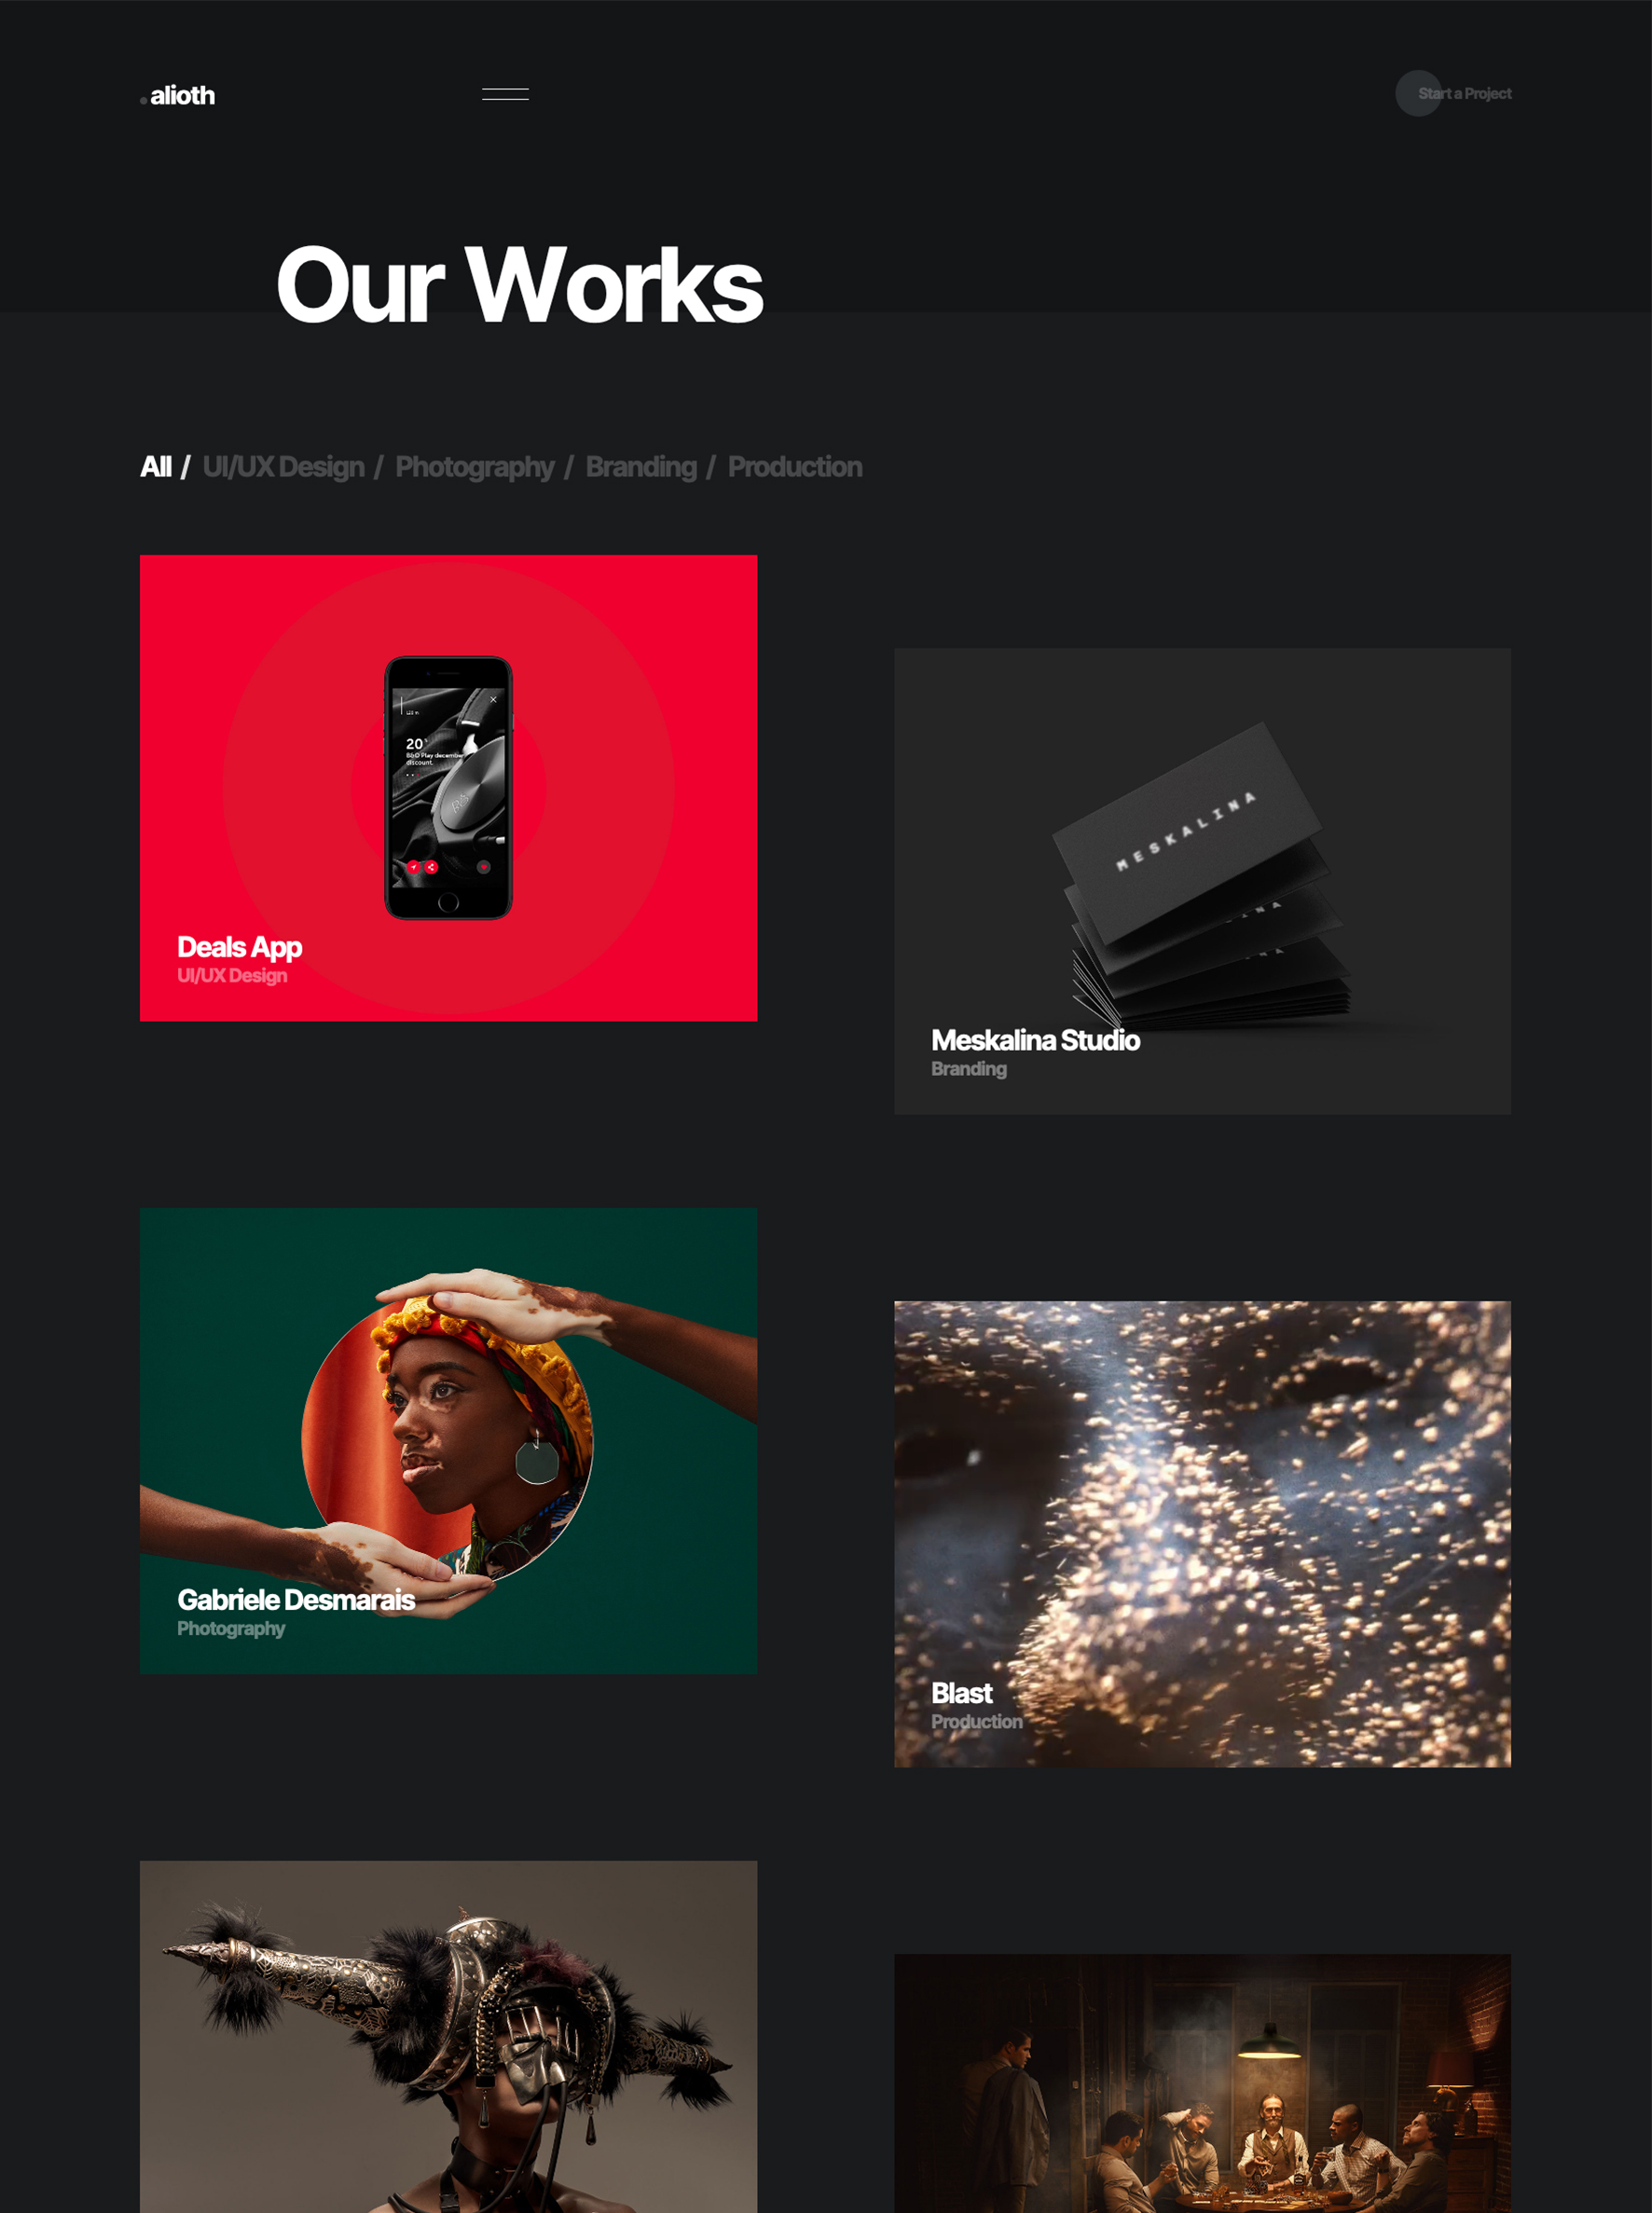 alioth
Start a Project
Our Works
All / UI/UX Design / Photography / Branding / Production
20
B&O Play december
discount.
Deals App
UI/UX Design
MESKALINA
Meskalina Studio
Branding
Gabriele Desmarais
Photography
Blast
Production